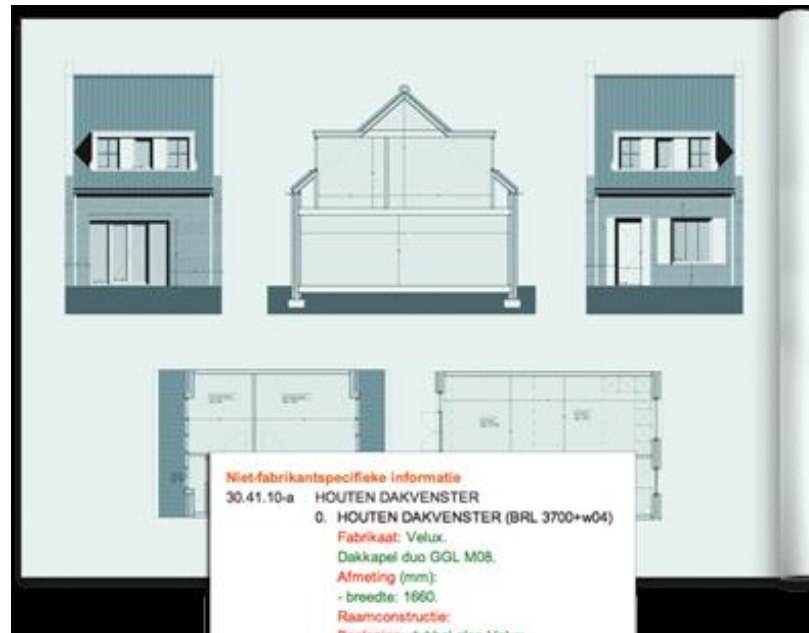 Niet-fabrikantspecifieke informatie
30.41.10-a HOUTEN DAKVENSTER
0. HOUTEN DAKVENSTER (BRL 3700+w04)
Fabrikaat: Velux.
Dakkapel duo GGL M08.
Afmeting (mm):
- breedte: 1660.
Raamconstructie: